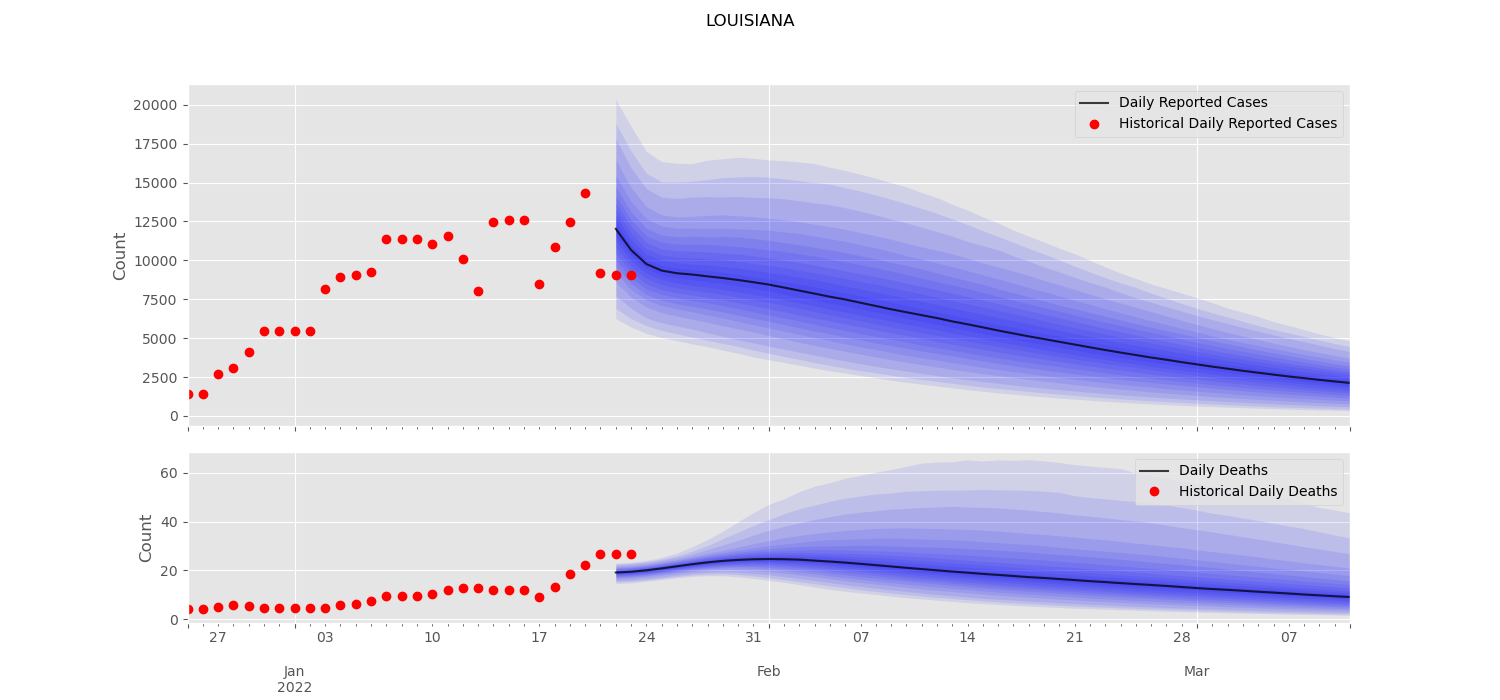 LOUISIANA
20000
17500
15000
12500
10000
7500
5000
2500
0
Count
Daily Reported Cases
Historical Daily Reported Cases
60
40
20
0
Count
Daily Deaths
Historical Daily Deaths
27 03 10 17 24 31 07 14 21 28 07
Jan Feb Mar
2022